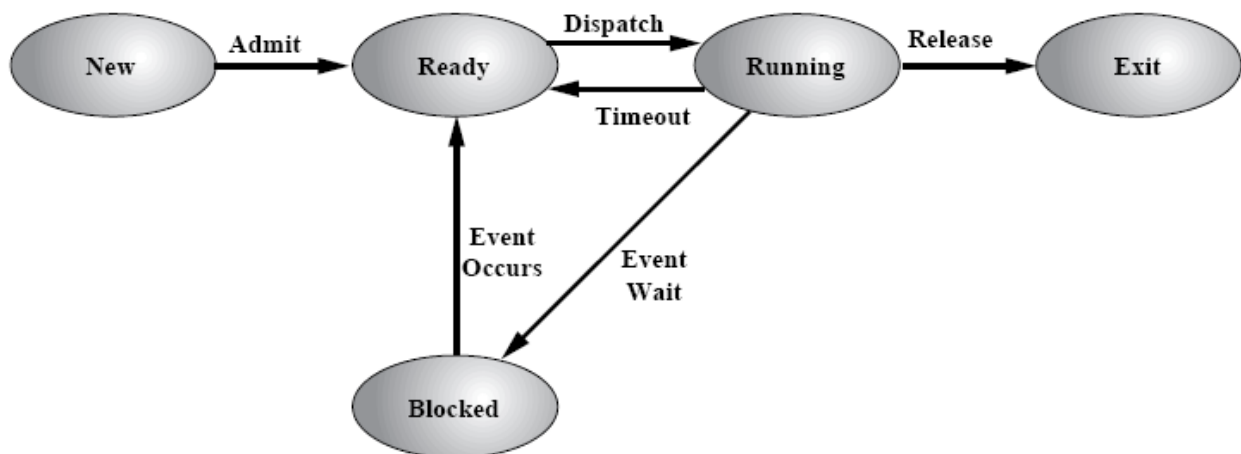 Admit
Dispatch
Release
New
Ready
Running
Exit
Timeout
Event
Occurs
Event
Wait
Blocked